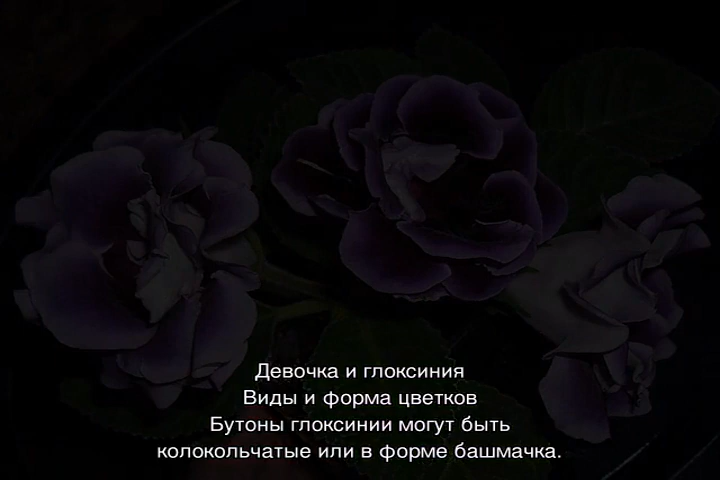 Девочка и глоксиния
Виды и форма цветков
Бутоны глоксинии могут быть
колокольчатые или в форме башмачка.